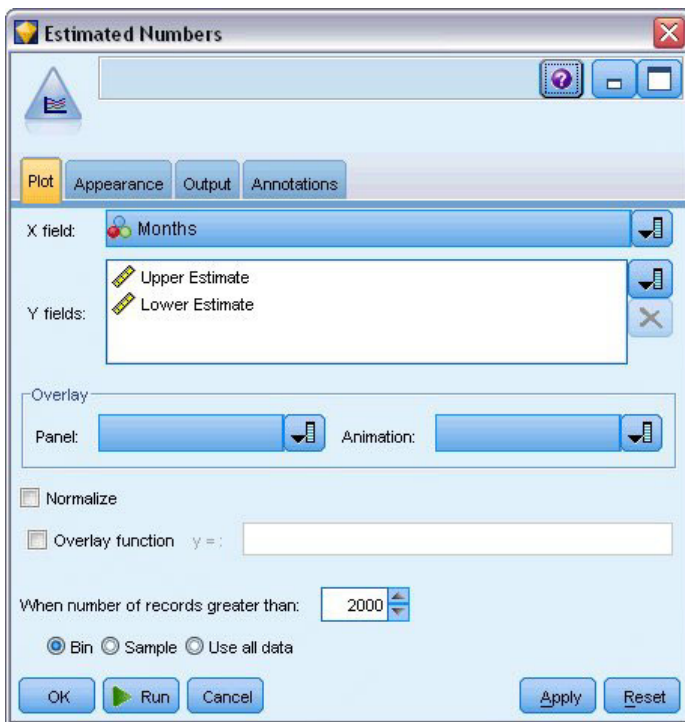 Estimated Numbers
?
Plot Appearance Output Annotations
X field: Months
Y fields:
Upper Estimate
Lower Estimate
Overlay
Panel: Animation:
Normalize
Overlay function y = :
When number of records greater than: 2000
Bin Sample Use all data
OK Run Cancel Apply Reset